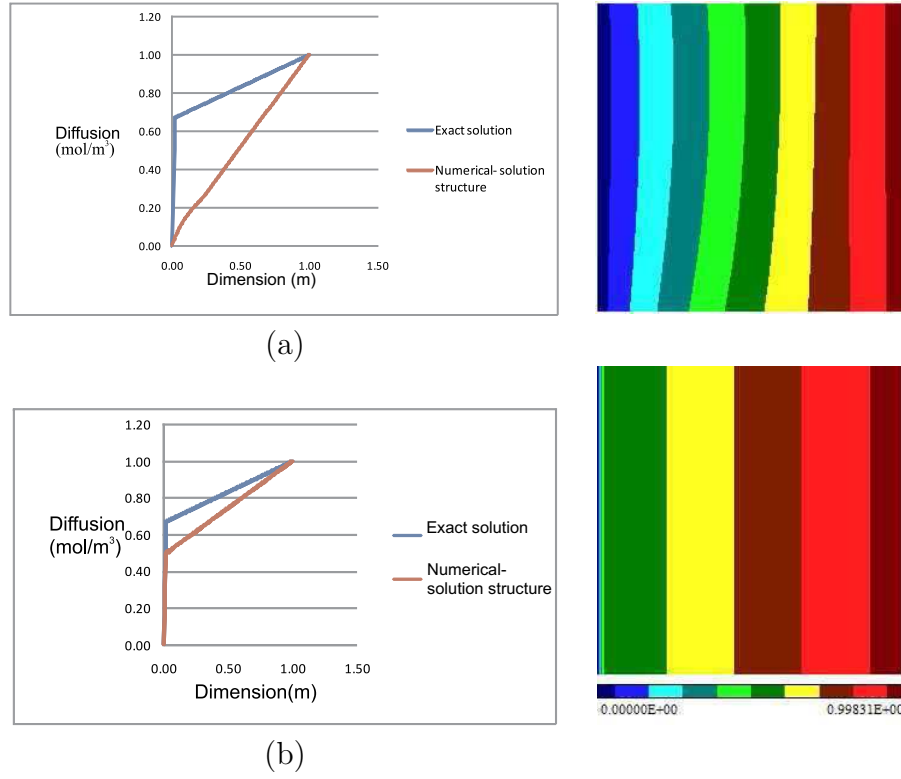 1.20
1.00
0.80
0.60
0.40
0.20
0.00
Diffusion
(mol/m³)
0.00 0.50 1.00 1.50
Dimension (m)
Exact solution
Numerical- solution
structure
(a)
1.20
1.00
0.80
0.60
0.40
0.20
0.00
Diffusion
(mol/m³)
0.00 0.50 1.00 1.50
Dimension(m)
Exact solution
Numerical-
solution structure
0.00000E+00 0.99831E+00
(b)